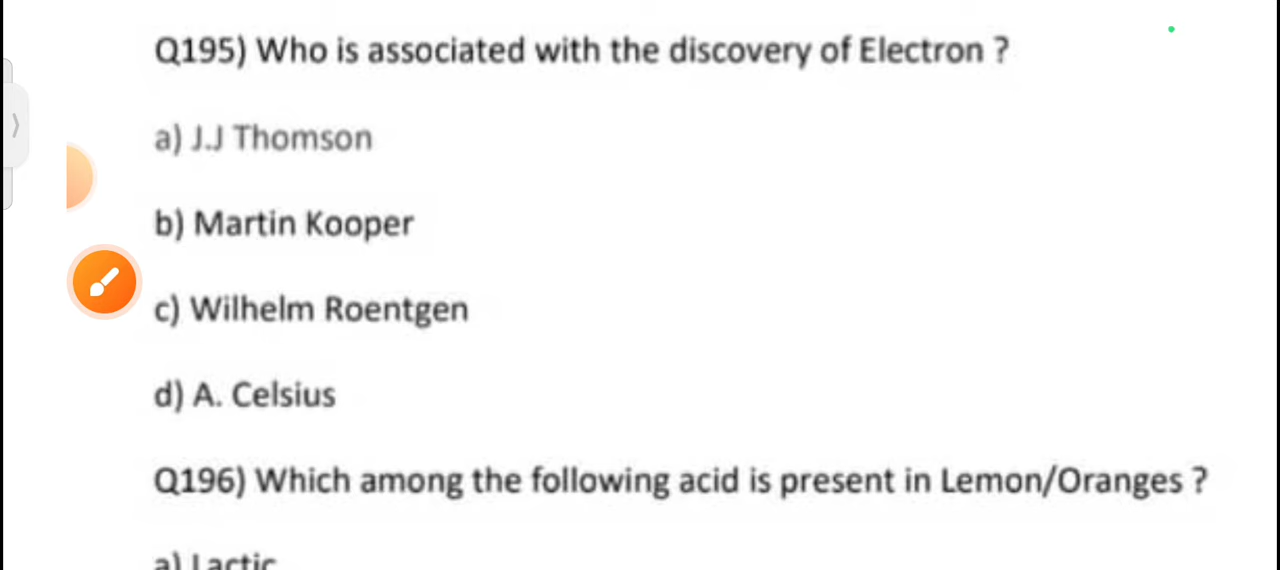 Q195) Who is associated with the discovery of Electron ?
a) J.J Thomson
b) Martin Kooper
c) Wilhelm Roentgen
d) A. Celsius
Q196) Which among the following acid is present in Lemon/Oranges ?
a) Lactic